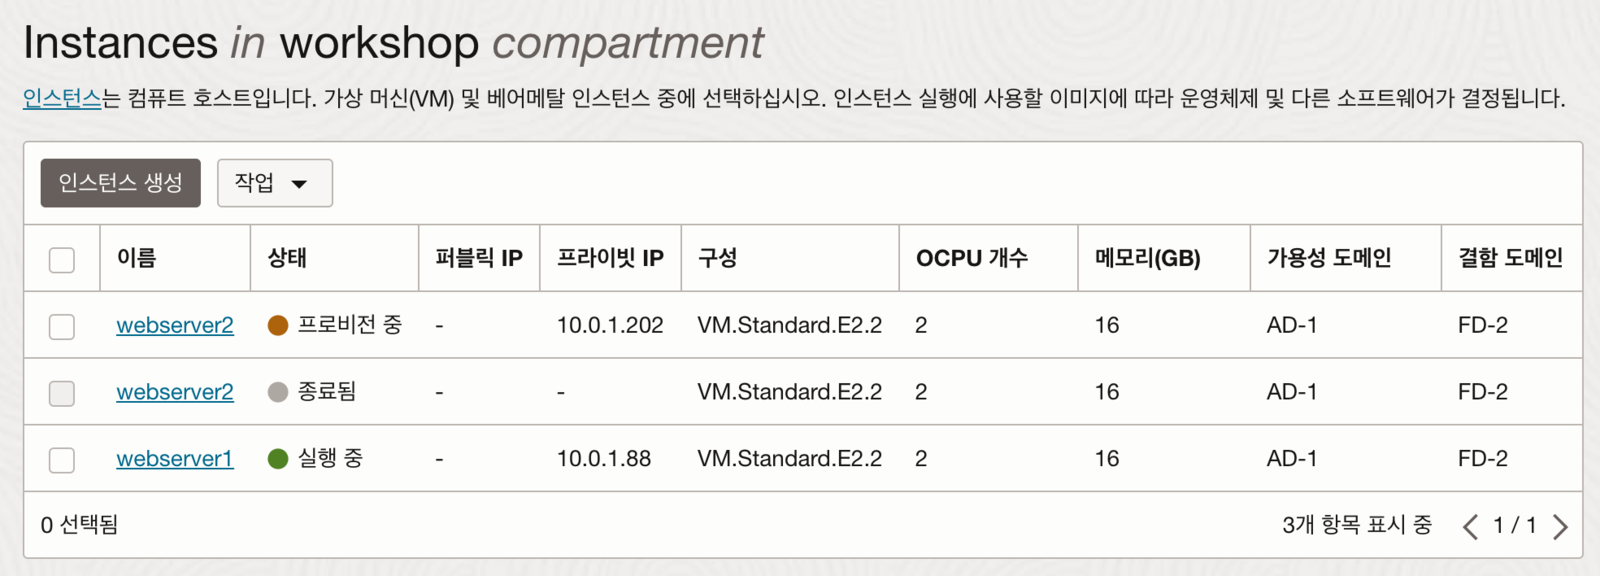 Instances in workshop compartment
인스턴스는 컴퓨트 호스트입니다. 가상 머신(VM) 및 베어메탈 인스턴스 중에 선택하십시오. 인스턴스 실행에 사용할 이미지에 따라 운영체제 및 다른 소프트웨어가 결정됩니다.
인스턴스 생성 작업
이름 상태 퍼블릭 IP 프라이빗 IP 구성 OCPU 개수 메모리(GB) 가용성 도메인 결함 도메인
webserver2 프로비전 중 - 10.0.1.202 VM.Standard.E2.2 2 16 AD-1 FD-2
webserver2 종료됨 - - VM.Standard.E2.2 2 16 AD-1 FD-2
webserver1 실행 중 - 10.0.1.88 VM.Standard.E2.2 2 16 AD-1 FD-2
0 선택됨 3개 항목 표시 중 1 / 1